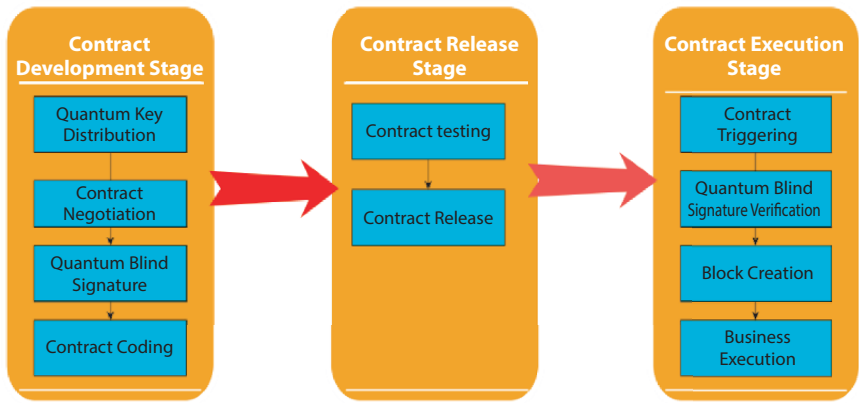 Contract
Development Stage
Quantum Key
Distribution
Contract
Negotiation
Quantum Blind
Signature
Contract Coding
Contract Release
Stage
Contract testing
Contract Release
Contract Execution
Stage
Contract
Triggering
Quantum Blind
Signature Verification
Block Creation
Business
Execution